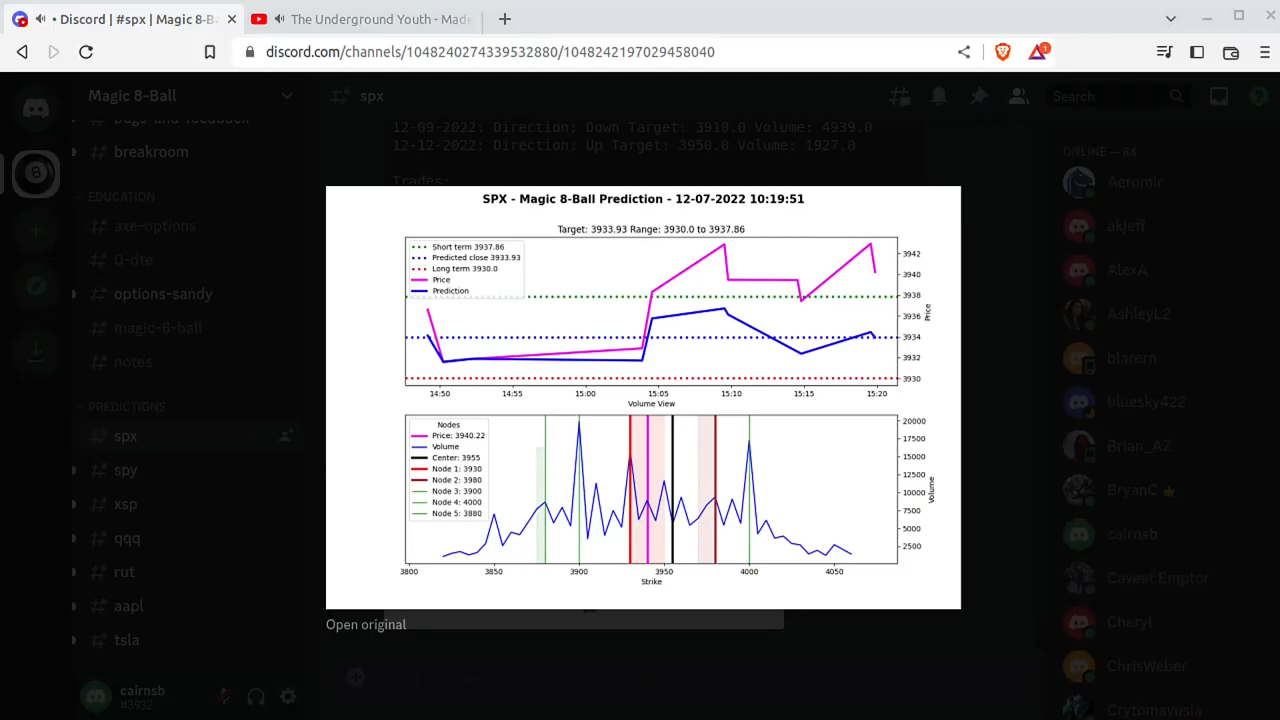 Discord | #spx | Magic 8-Ba
The Underground Youth - Made
discord.com/channels/1048240274339532880/1048242197029458040
1
Magic 8-Ball
spx
Search
bugs-and-feedback
breakroom
EDUCATION
axe-options
0-dte
options-sandy
magic-8-ball
notes
PREDICTIONS
spx
spy
xsp
qqq
rut
aapl
tsla
cairnsb
#3932
12-09-2022: Direction: Down Target: 3910.0 Volume: 4939.0
12-12-2022: Direction: Up Target: 3950.0 Volume: 1927.0
Trades:
SPX - Magic 8-Ball Prediction - 12-07-2022 10:19:51
Target: 3933.93 Range: 3930.0 to 3937.86
Short term 3937.86
Predicted close 3933.93
Long term 3930.0
Price
Prediction
3942
3940
3938
3936
3934
3932
3930
Price
14:50 14:55 15:00 15:05 15:10 15:15 15:20
Volume View
Nodes
Price: 3940.22
Volume
Center: 3955
Node 1: 3930
Node 2: 3980
Node 3: 3900
Node 4: 4000
Node 5: 3880
20000
17500
15000
12500
10000
7500
5000
2500
Volume
3800 3850 3900 3950 4000 4050
Strike
Open original
ONLINE — 84
Aeromir
akjeff
AlexA
AshleyL2
blarern
bluesky422
Brian_AZ
BryanC
cairnsb
Caveat Emptor
Cheryl
ChrisWeber
Crytomavusia